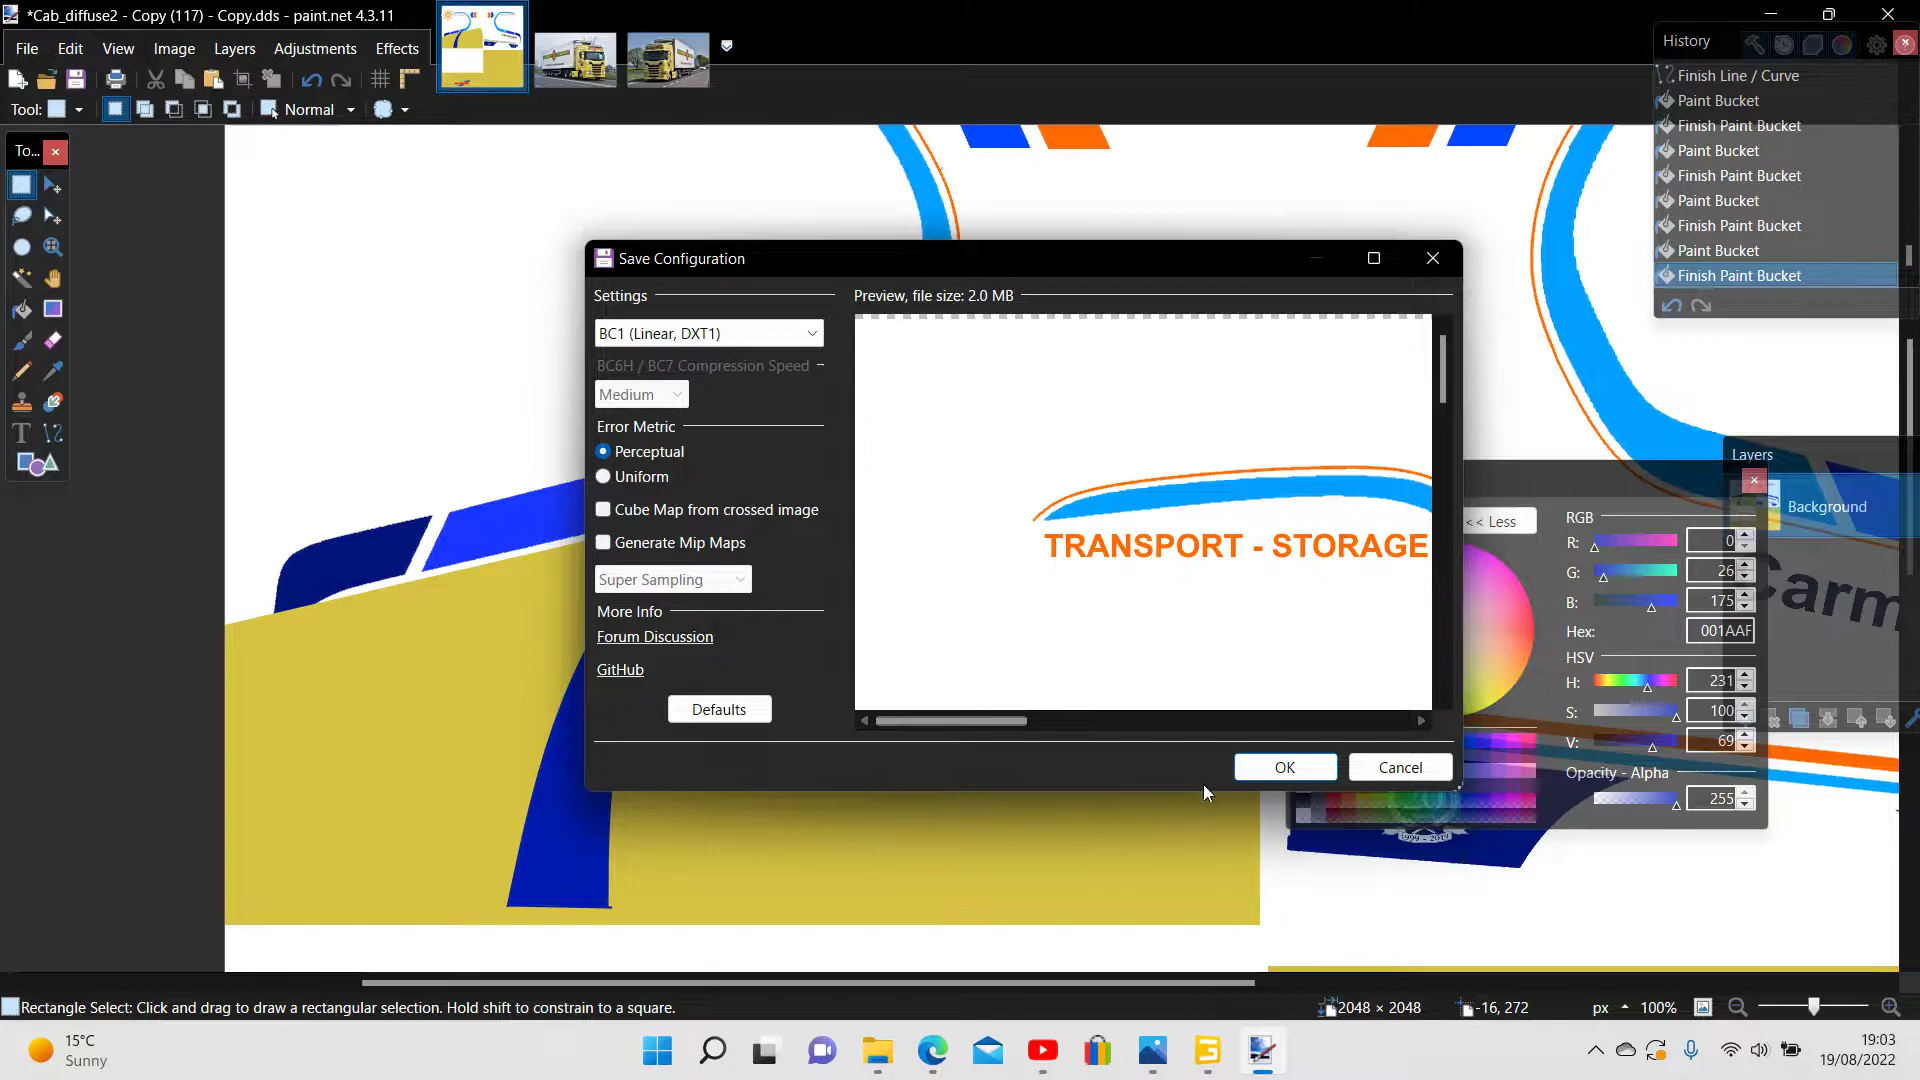 *Cab_diffuse2 - Copy (117) - Copy.dds - paint.net 4.3.11
File Edit View Image Layers Adjustments Effects
Tool: Normal
To...
History
Finish Line / Curve
Paint Bucket
Finish Paint Bucket
Paint Bucket
Finish Paint Bucket
Paint Bucket
Finish Paint Bucket
Paint Bucket
Finish Paint Bucket
Save Configuration
Settings
BC1 (Linear, DXT1)
BC6H / BC7 Compression Speed
Medium
Error Metric
Perceptual
Uniform
Cube Map from crossed image
Generate Mip Maps
Super Sampling
More Info
Forum Discussion
GitHub
Defaults
Preview, file size: 2.0 MB
TRANSPORT - STORAGE
OK
Cancel
Layers
Background
<< Less
RGB
R: 0
G: 26
B: 175
Hex: 001AAF
HSV
H: 231
S: 100
V: 69
Opacity - Alpha
255
Carm
1999 - 2019
Rectangle Select: Click and drag to draw a rectangular selection. Hold shift to constrain to a square.
2048 × 2048
-16, 272
px
100%
15°C
Sunny
19:03
19/08/2022